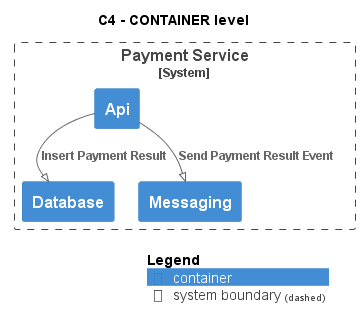 C4 - CONTAINER level
Payment Service
[System]
Api
Insert Payment Result
Send Payment Result Event
Database
Messaging
Legend
container
system boundary (dashed)